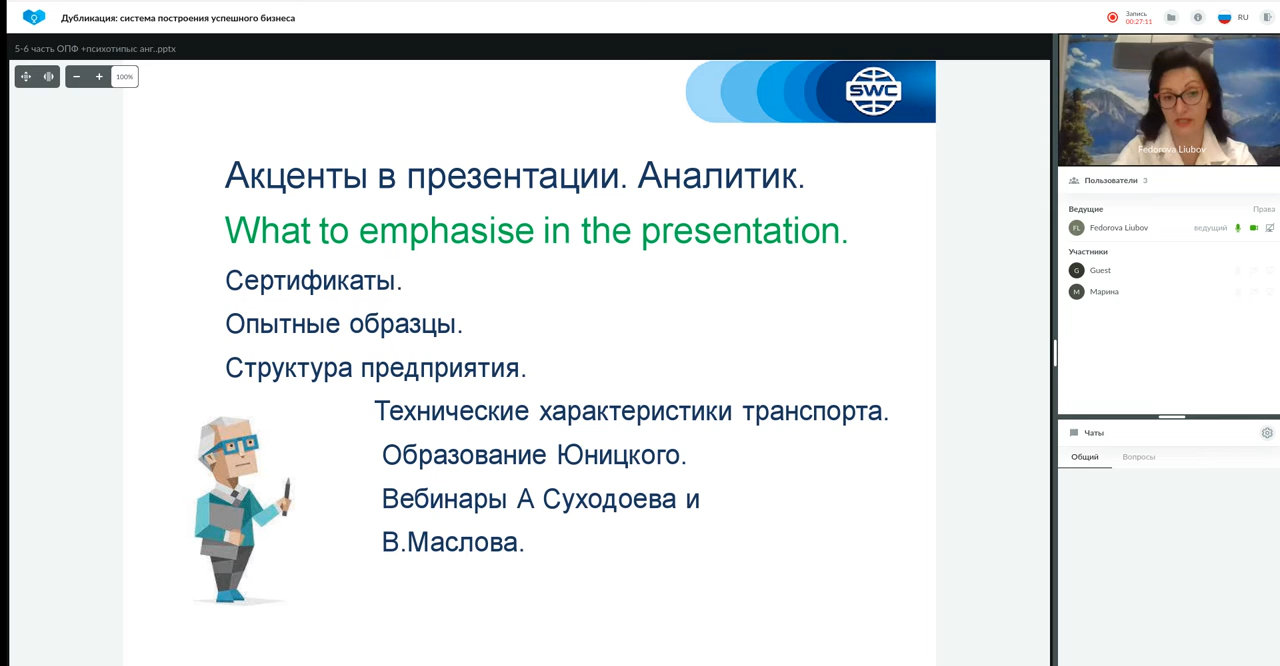 Дубликация: система построения успешного бизнеса
Запись
00:27:11
RU
5-6 часть ОПФ +психотипыс анг..pptx
100%
SWC
Акценты в презентации. Аналитик.
What to emphasise in the presentation.
Сертификаты.
Опытные образцы.
Структура предприятия.
Технические характеристики транспорта.
Образование Юницкого.
Вебинары А Суходоева и
В.Маслова.
Fedorova Liubov
Пользователи 3
Ведущие Права
FL Fedorova Liubov ведущий
Участники
G Guest
М Марина
Чаты
Общий Вопросы